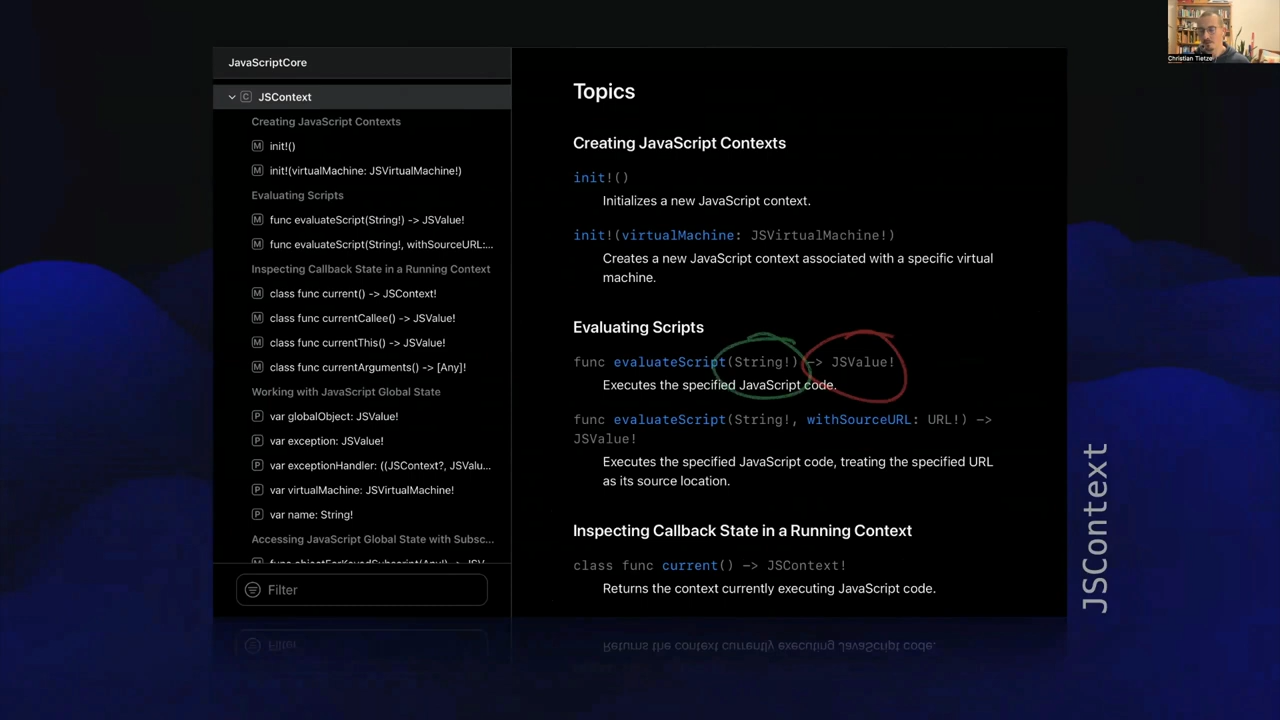 JavaScriptCore
JSContext
Creating JavaScript Contexts
M init!()
M init!(virtualMachine: JSVirtualMachine!)
Evaluating Scripts
M func evaluateScript(String!) -> JSValue!
M func evaluateScript(String!, withSourceURL:...
Inspecting Callback State in a Running Context
M class func current() -> JSContext!
M class func currentCallee() -> JSValue!
M class func currentThis() -> JSValue!
M class func currentArguments() -> [Any]!
Working with JavaScript Global State
P var globalObject: JSValue!
P var exception: JSValue!
P var exceptionHandler: ((JSContext?, JSValu...
P var virtualMachine: JSVirtualMachine!
P var name: String!
Accessing JavaScript Global State with Subsc...
Filter
Topics
Creating JavaScript Contexts
init!()
Initializes a new JavaScript context.
init!(virtualMachine: JSVirtualMachine!)
Creates a new JavaScript context associated with a specific virtual
machine.
Evaluating Scripts
func evaluateScript(String!) -> JSValue!
Executes the specified JavaScript code.
func evaluateScript(String!, withSourceURL: URL!) ->
JSValue!
Executes the specified JavaScript code, treating the specified URL
as its source location.
Inspecting Callback State in a Running Context
class func current() -> JSContext!
Returns the context currently executing JavaScript code.
JSContext
Christian Tietze